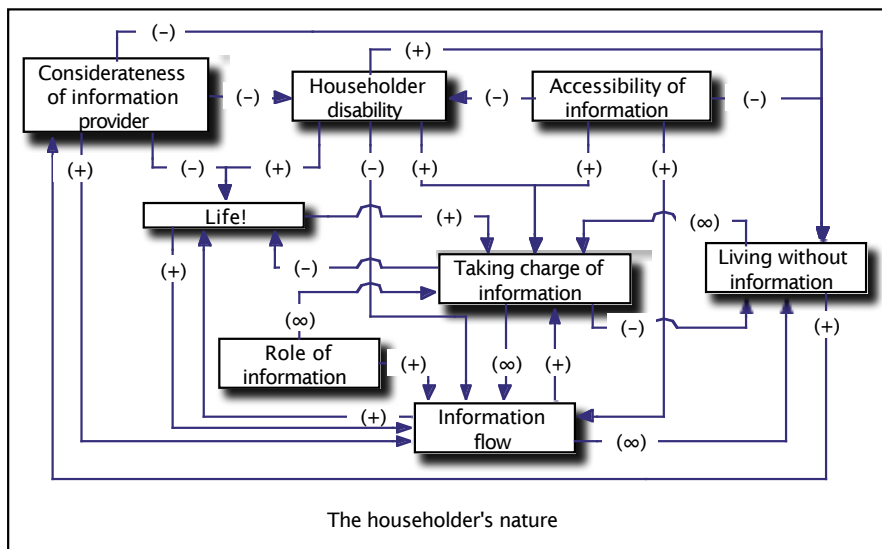 (–)
(+)
Considerateness
of information
provider
(–)
Householder
disability
(–)
Accessibility of
information
(–)
(+)
(–)
(+)
(–)
(+)
(+)
(+)
Life!
(+)
(∞)
(+)
(–)
Taking charge of
information
Living without
information
(∞)
(–)
(+)
Role of
information
(+)
(∞)
(+)
(+)
Information
flow
(∞)
The householder's nature